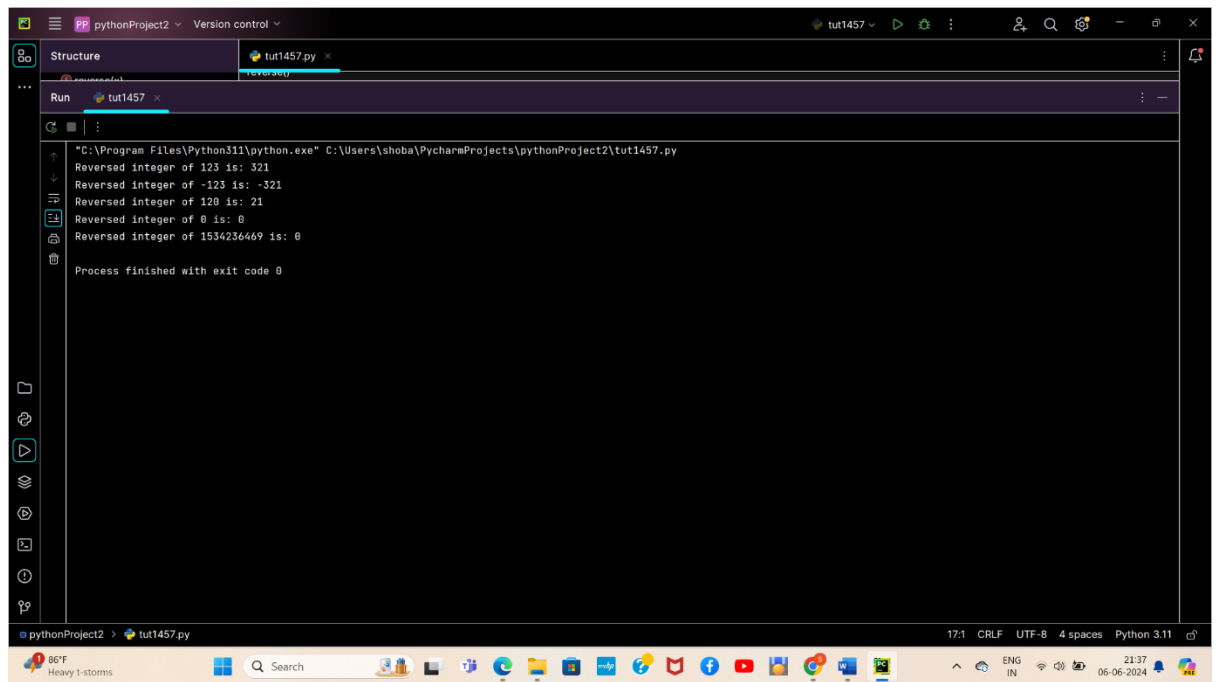 PP pythonProject2 Version control tut1457
Structure tut1457.py
reverse(x) reverse()
Run tut1457
"C:\Program Files\Python311\python.exe" C:\Users\shoba\PycharmProjects\pythonProject2\tut1457.py
Reversed integer of 123 is: 321
Reversed integer of -123 is: -321
Reversed integer of 120 is: 21
Reversed integer of 0 is: 0
Reversed integer of 1534236469 is: 0
Process finished with exit code 0
pythonProject2 > tut1457.py 17:1 CRLF UTF-8 4 spaces Python 3.11
1 86°F
Heavy t-storms
Search
ENG
IN
21:37
06-06-2024